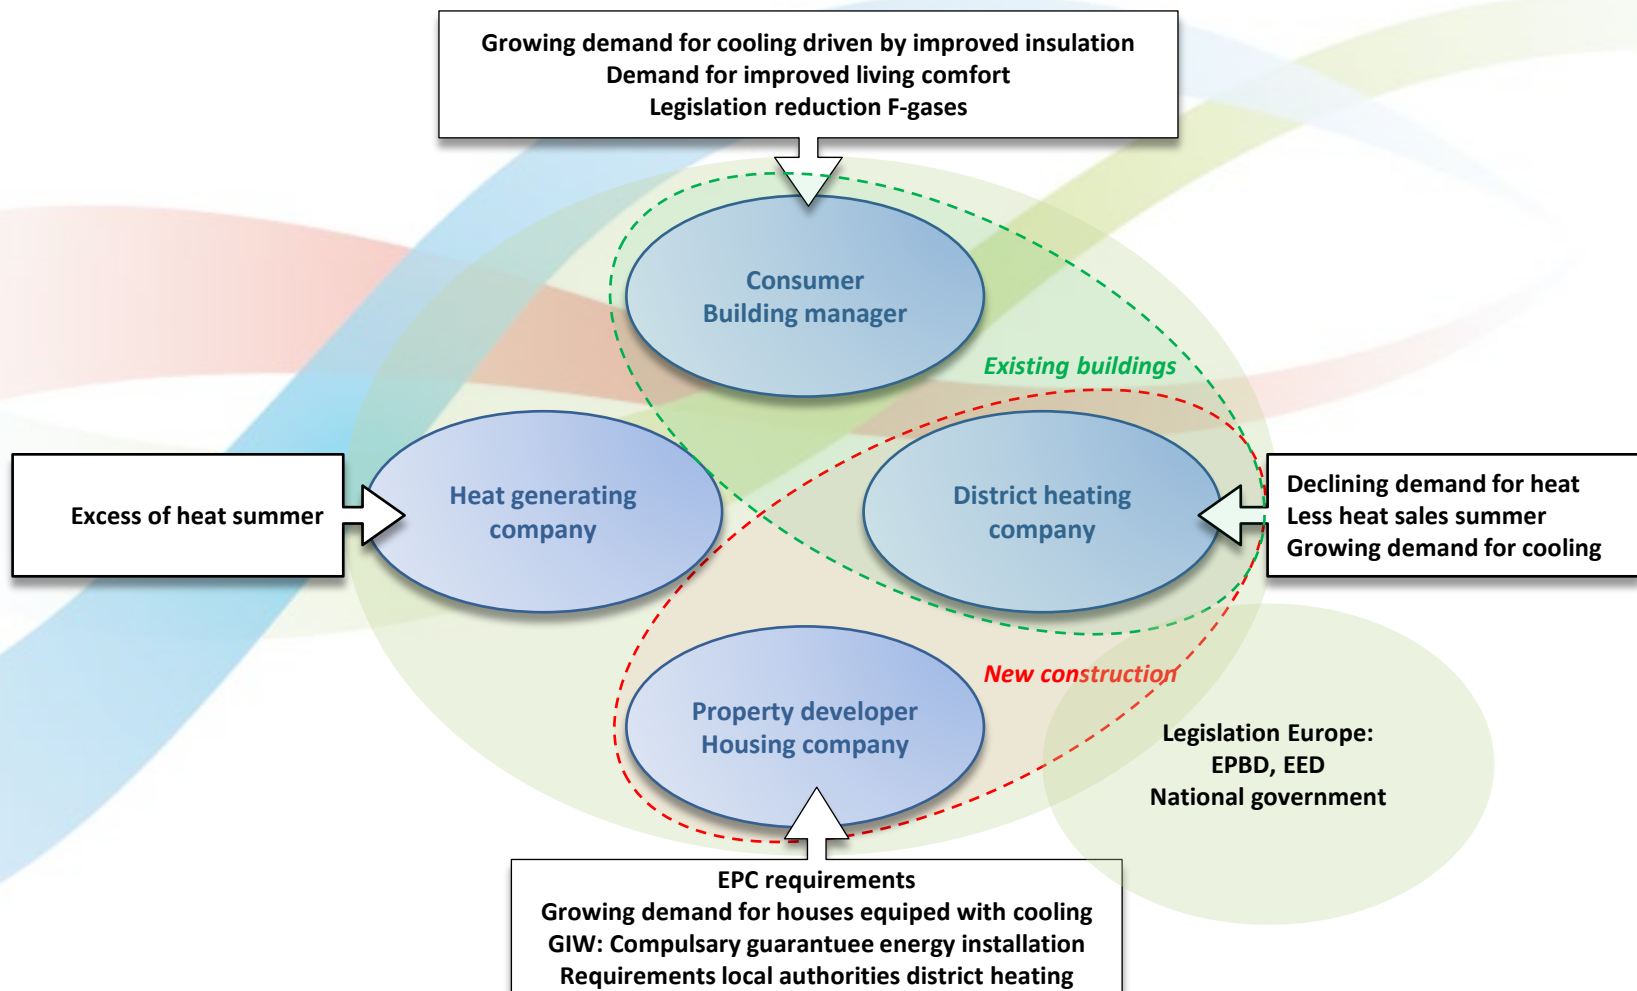 Growing demand for cooling driven by improved insulation
Demand for improved living comfort
Legislation reduction F-gases
Consumer
Building manager
Existing buildings
Heat generating
company
District heating
company
Excess of heat summer
Declining demand for heat
Less heat sales summer
Growing demand for cooling
New construction
Property developer
Housing company
Legislation Europe:
EPBD, EED
National government
EPC requirements
Growing demand for houses equiped with cooling
GIW: Compulsary guarantuee energy installation
Requirements local authorities district heating